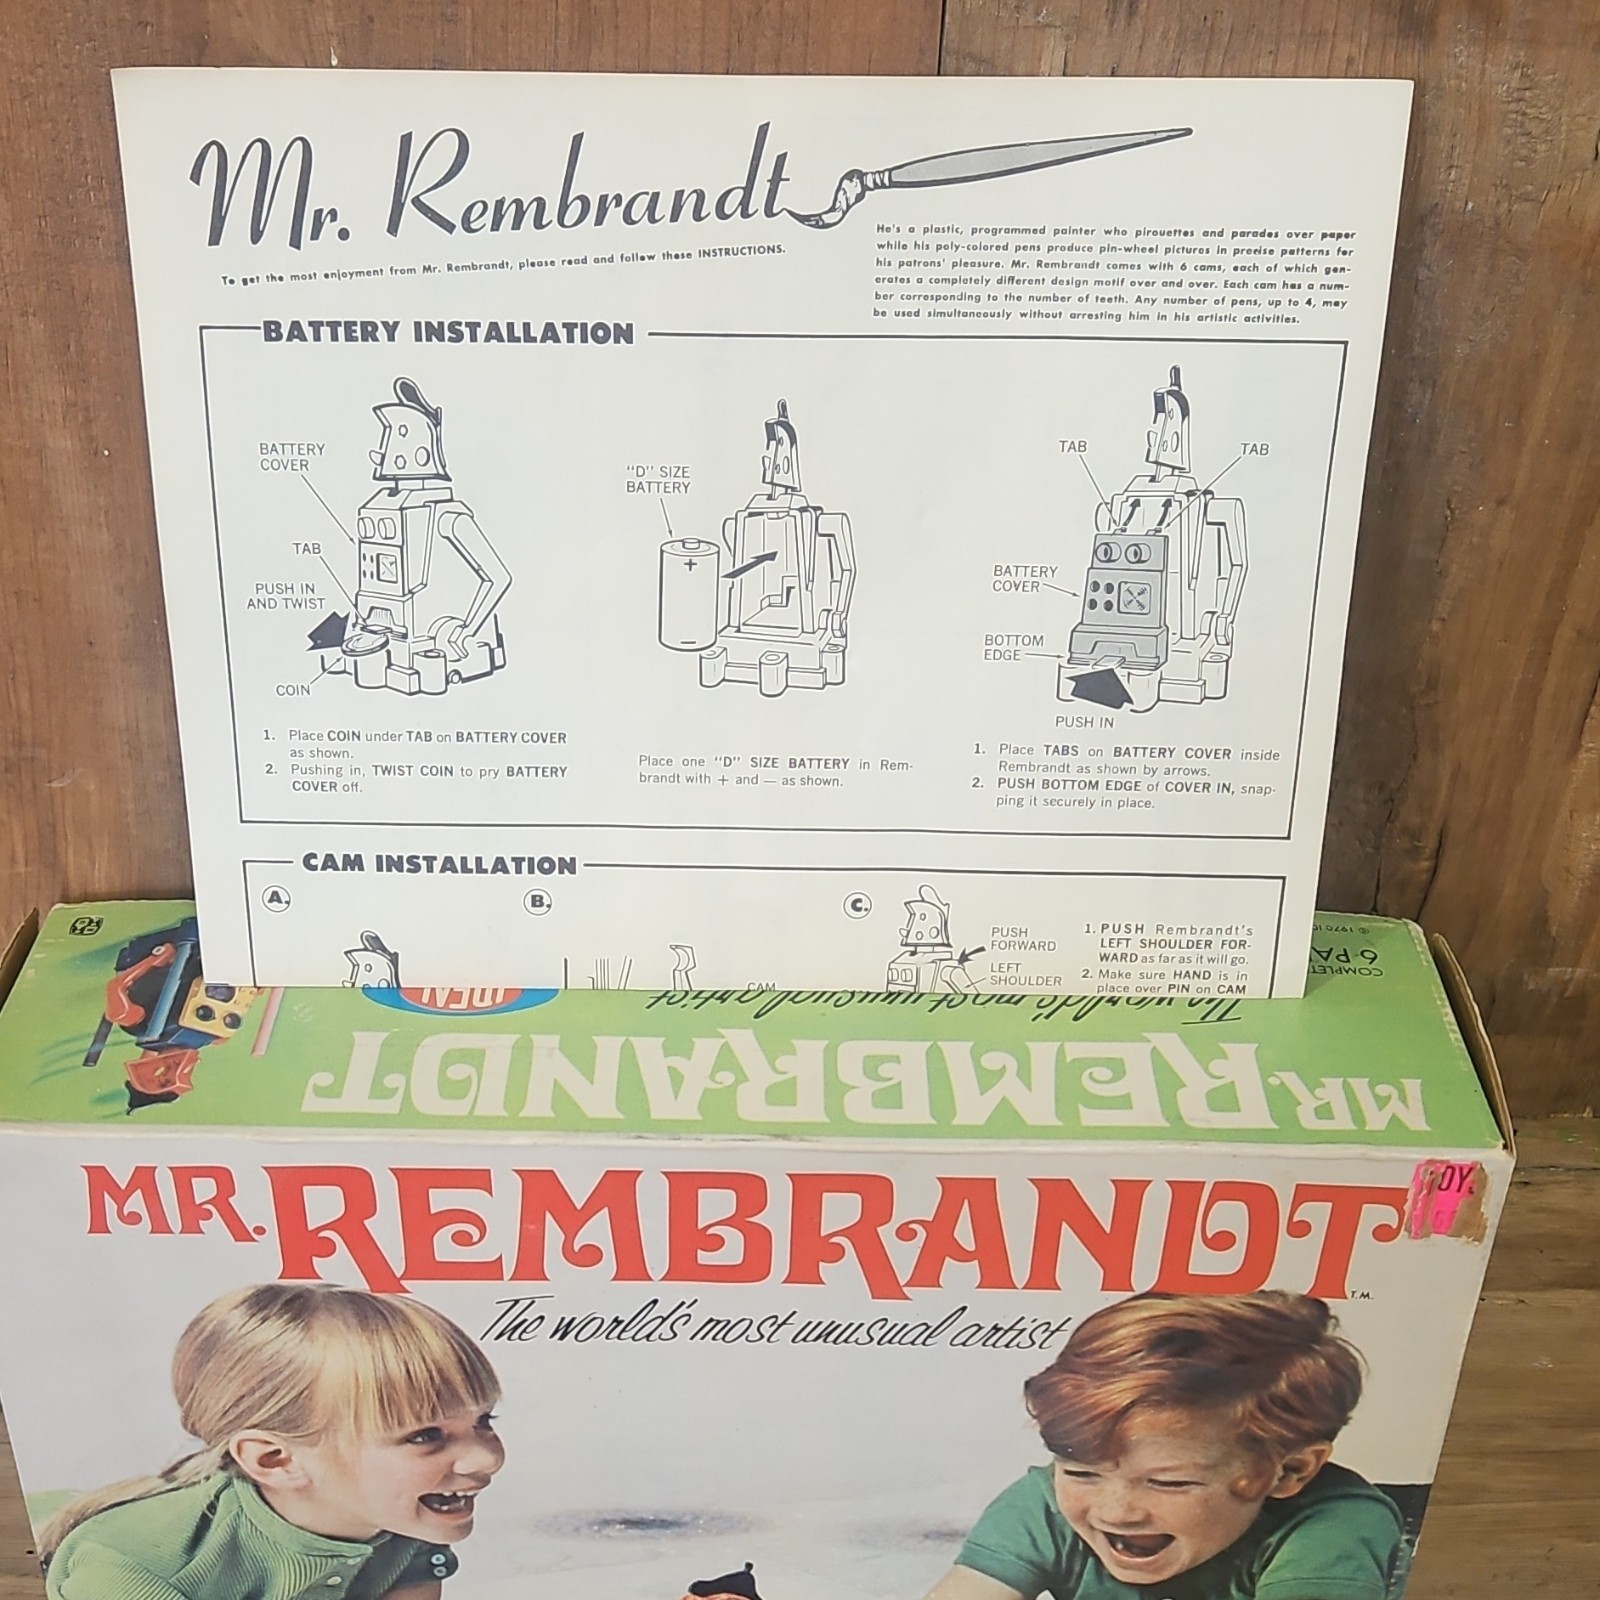 Mr. Rembrandt
To get the most enjoyment from Mr. Rembrandt, please read and follow these INSTRUCTIONS.
He's a plastic, programmed painter who pirouettes and parades over paper
while his poly-colored pens produce pin-wheel pictures in precise patterns for
his patrons' pleasure. Mr. Rembrandt comes with 6 cams, each of which gen-
erates a completely different design motif over and over. Each cam has a num-
ber corresponding to the number of teeth. Any number of pens, up to 4, may
be used simultaneously without arresting him in his artistic activities.
BATTERY INSTALLATION
BATTERY
COVER
TAB
PUSH IN
AND TWIST
COIN
1. Place COIN under TAB on BATTERY COVER
as shown.
2. Pushing in, TWIST COIN to pry BATTERY
COVER off.
"D" SIZE
BATTERY
+
−
Place one "D" SIZE BATTERY in Rem-
brandt with + and — as shown.
TAB
TAB
BATTERY
COVER
BOTTOM
EDGE
PUSH IN
1. Place TABS on BATTERY COVER inside
Rembrandt as shown by arrows.
2. PUSH BOTTOM EDGE of COVER IN, snap-
ping it securely in place.
CAM INSTALLATION
A.
B.
CAM
C.
PUSH
FORWARD
LEFT
SHOULDER
1. PUSH Rembrandt's
LEFT SHOULDER FOR-
WARD as far as it will go.
2. Make sure HAND is in
place over PIN on CAM
© 1970
6-PA
IDEAL
The world's most unusual artist
MR. REMBRANDT
MR. REMBRANDT
T.M.
OY.
The world's most unusual artist